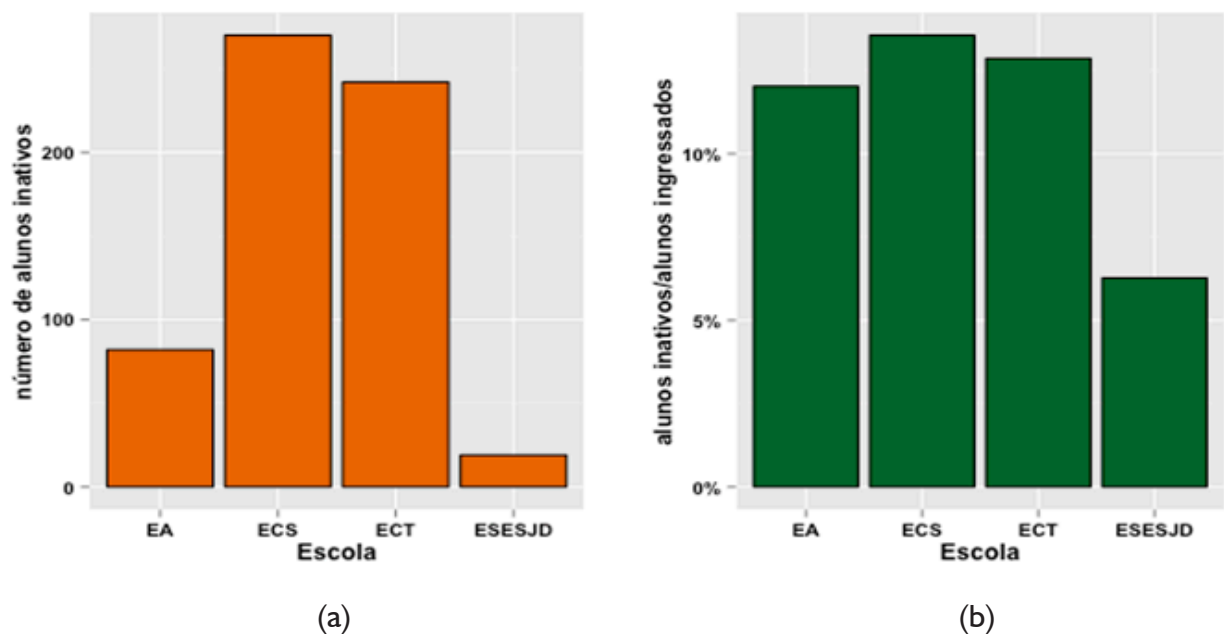 número de alunos inativos
200
100
0
EA ECS ECT ESESJD
Escola
(a)
alunos inativos/alunos ingressados
10%
5%
0%
EA ECS ECT ESESJD
Escola
(b)